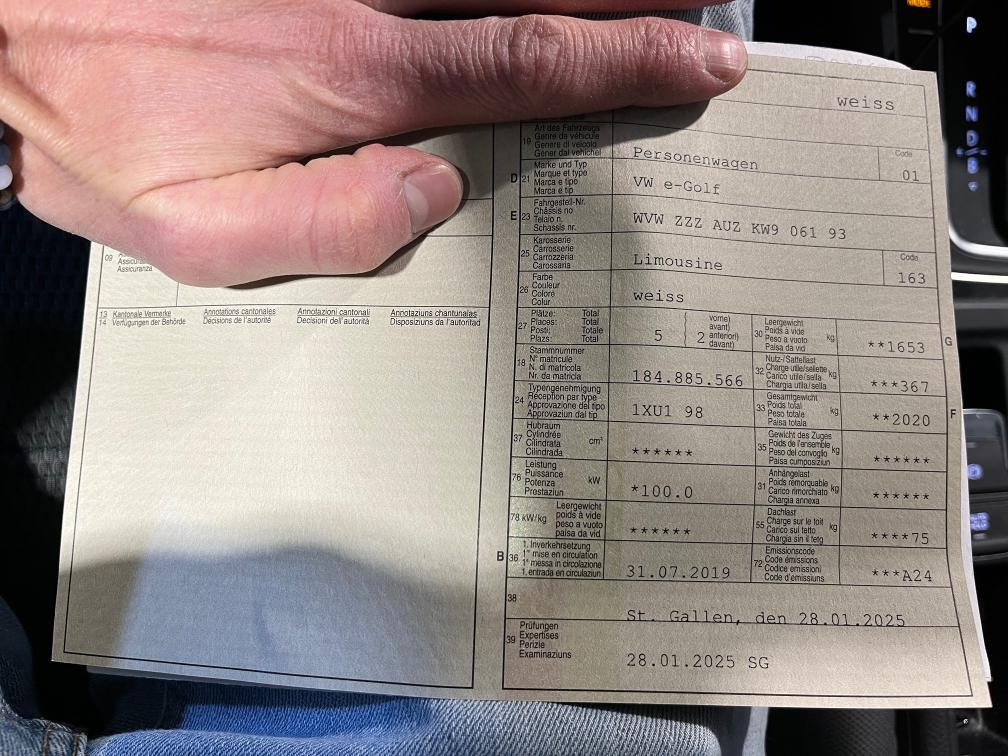 weiss
19 Art des Fahrzeugs
Genre de véhicule
Genere di veicolo
Gener dal vehichel
Personenwagen
Code
01
D 21 Marke und Typ
Marque et type
Marca e tipo
Marca e tip
VW e-Golf
E 23 Fahrgestell-Nr.
Châssis no
Telaio n.
Schassis nr.
WVW ZZZ AUZ KW9 061 93
25 Karosserie
Carrosserie
Carrozzeria
Carossaria
Limousine
Code
163
26 Farbe
Couleur
Colore
Colur
weiss
27 Plätze: Total
Places: Total
Posti: Totale
Plazs: Total
5 ( 2 vorne)
avant)
anteriori)
davant)
30 Leergewicht
Poids à vide
Peso a vuoto
Paisa da vid
kg
**1653
G
18 Stammnummer
N° matricule
N. di matricola
Nr. da matricla
184.885.566
32 Nutz-/Sattellast
Charge utile/sellette
Carico utile/sella
Chargia utila/sella
kg
***367
24 Typengenehmigung
Réception par type
Approvazione del tipo
Approvaziun dal tip
1XU1 98
33 Gesamtgewicht
Poids total
Peso totale
Paisa totala
kg
**2020
F
37 Hubraum
Cylindrée
Cilindrata
Cilindrada
cm³
******
35 Gewicht des Zuges
Poids de l'ensemble
Peso del convoglio
Paisa cumposiziun
kg
******
76 Leistung
Puissance
Potenza
Prostaziun
kW
*100.0
31 Anhängelast
Poids remorquable
Carico rimorchiato
Chargia annexa
kg
******
78 kW/kg Leergewicht
poids à vide
peso a vuoto
paisa da vid
******
55 Dachlast
Charge sur le toit
Carico sul tetto
Chargia sin il tetg
kg
****75
B 36 1. Inverkehrsetzung
1re mise en circulation
1a messa in circolazione
1. entrada en circulaziun
31.07.2019
72 Emissionscode
Code émissions
Codice emissioni
Code d'emissiuns
***A24
38
St. Gallen, den 28.01.2025
39 Prüfungen
Expertises
Perizie
Examinaziuns
28.01.2025 SG
09
Assicuranza
13 Kantonale Vermerke Annotations cantonales Annotazioni cantonali Annotaziuns chantunalas
14 Verfügungen der Behörde Décisions de l'autorité Decisioni dell'autorità Disposiziuns da l'autoritad
P
R
N
D
B